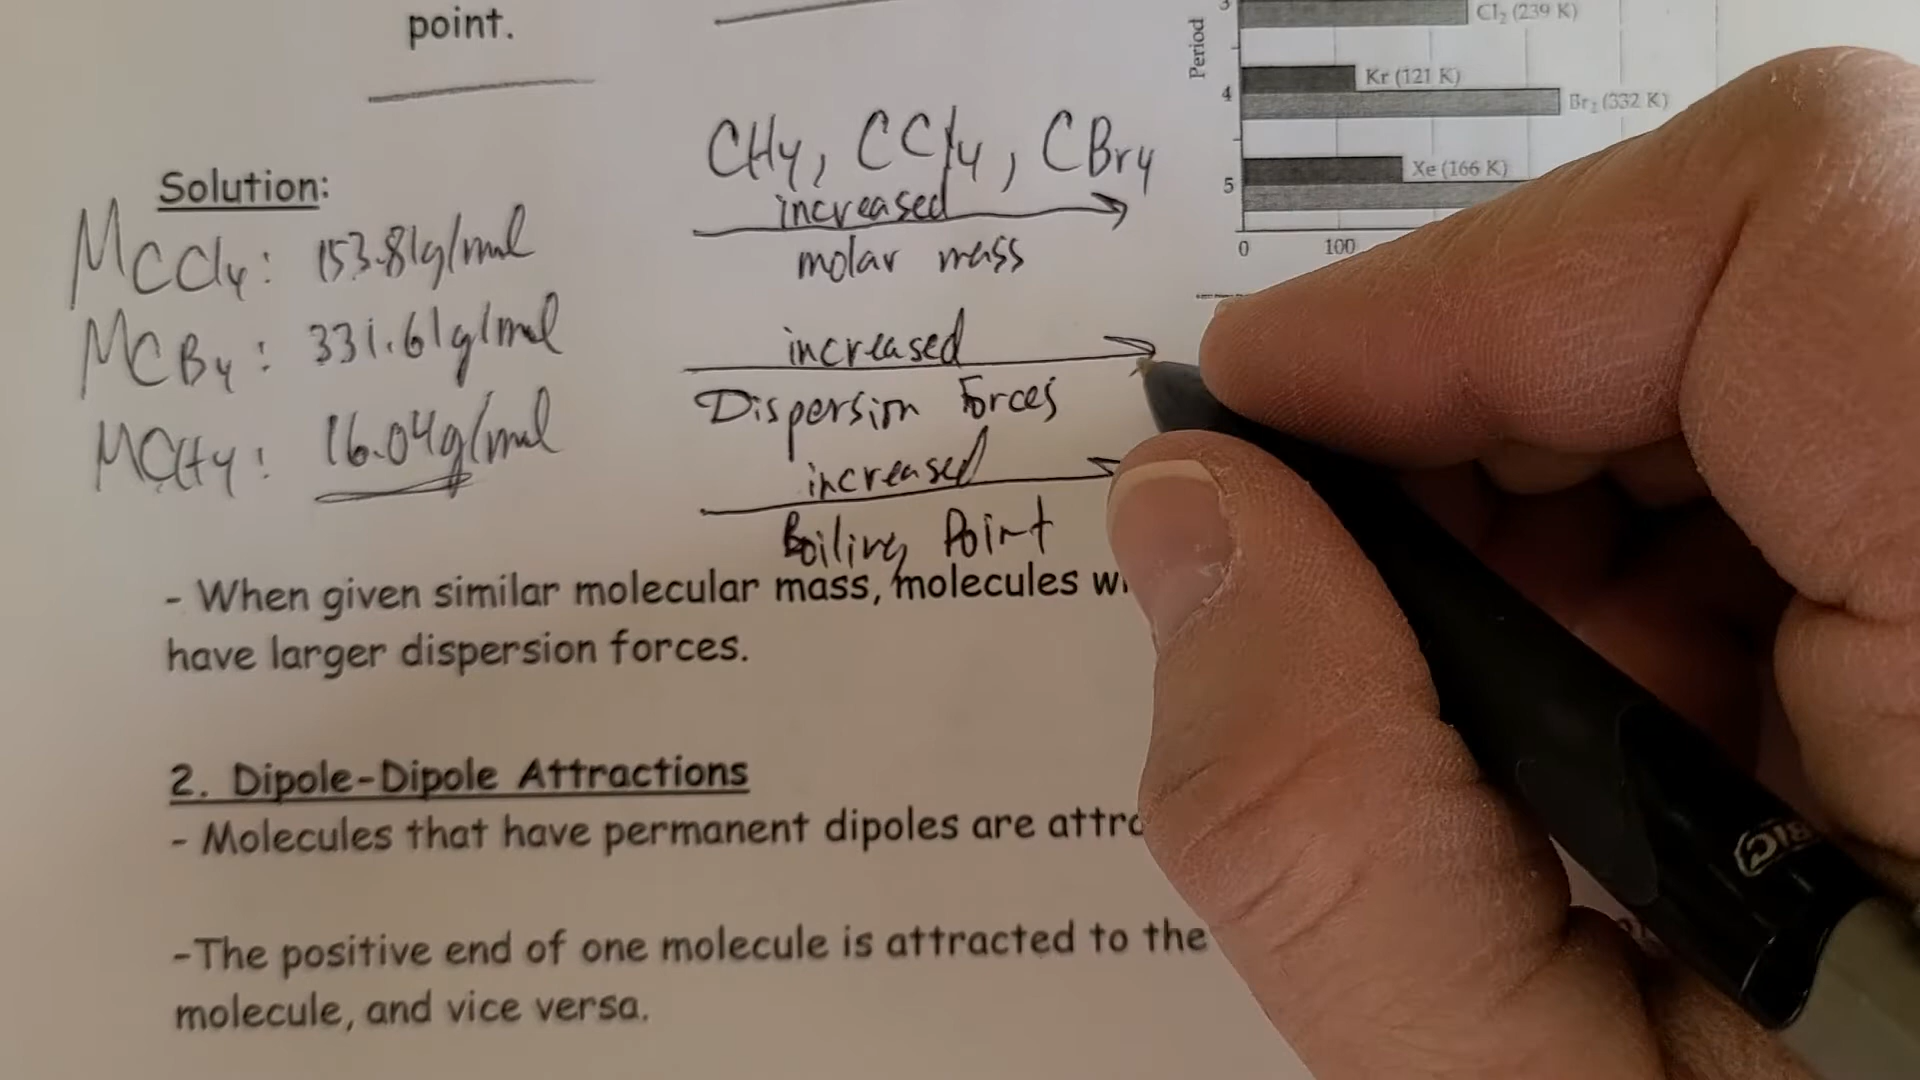 point.
3
Cl₂ (239 K)
Period
4
Kr (121 K)
Br₂ (332 K)
5
Xe (166 K)
0 100
CH4, CCl4, CBr4
increased
molar mass
increased
Dispersion Forces
increased
Boiling Point
Solution:
MCCl4: 153.81g/mol
MCBr4: 331.61g/mol
MCH4: 16.04g/mol
- When given similar molecular mass, molecules
have larger dispersion forces.
2. Dipole-Dipole Attractions
- Molecules that have permanent dipoles are
-The positive end of one molecule is attracted to the
molecule, and vice versa.
BIC